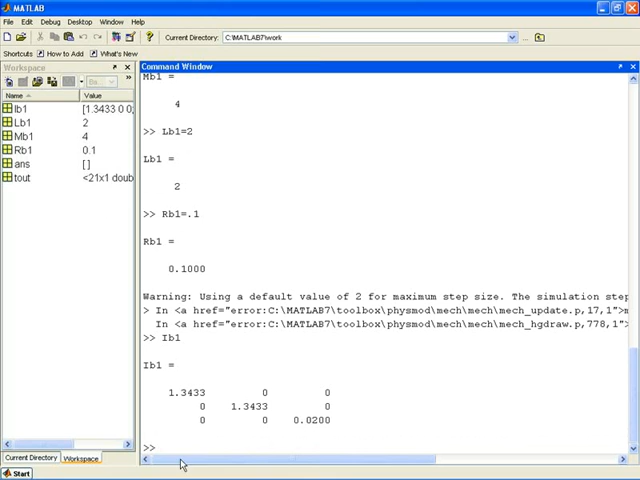 MATLAB
File Edit Debug Desktop Window Help
Current Directory: C:\MATLAB7\work
Shortcuts How to Add What's New
Workspace
Command Window
Ba...
Name Value
Ib1 [1.3433 0 0;
Lb1 2
Mb1 4
Rb1 0.1
ans []
tout <21x1 doub
Mb1 =
4
>> Lb1=2
Lb1 =
2
>> Rb1=.1
Rb1 =
0.1000
Warning: Using a default value of 2 for maximum step size. The simulation step
> In <a href="error:C:\MATLAB7\toolbox\physmod\mech\mech\mech_update.p,17,1">m
In <a href="error:C:\MATLAB7\toolbox\physmod\mech\mech\mech_hgdraw.p,778,1">
>> Ib1
Ib1 =
1.3433 0 0
0 1.3433 0
0 0 0.0200
>>
Current Directory Workspace
Start